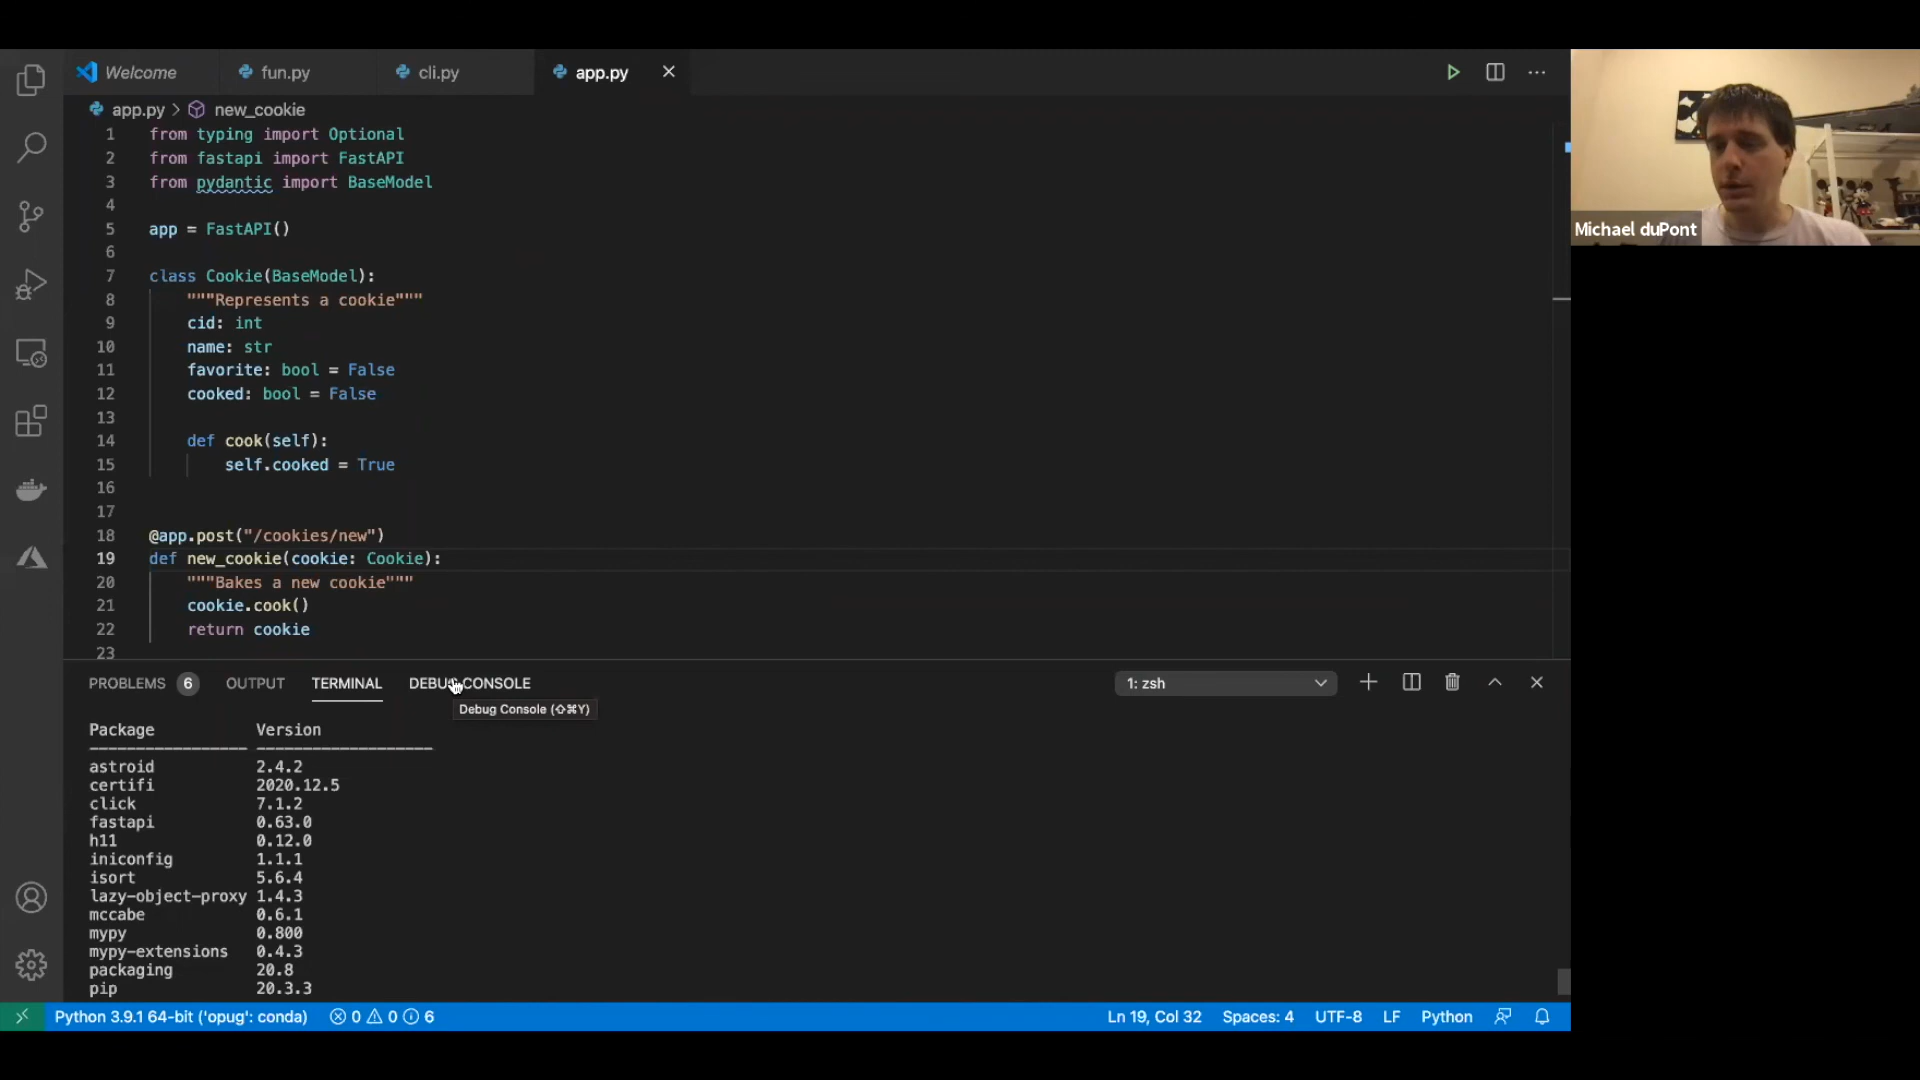 Welcome
fun.py
cli.py
app.py
app.py > new_cookie
1 from typing import Optional
2 from fastapi import FastAPI
3 from pydantic import BaseModel
4
5 app = FastAPI()
6
7 class Cookie(BaseModel):
8 """Represents a cookie"""
9 cid: int
10 name: str
11 favorite: bool = False
12 cooked: bool = False
13
14 def cook(self):
15 self.cooked = True
16
17
18 @app.post("/cookies/new")
19 def new_cookie(cookie: Cookie):
20 """Bakes a new cookie"""
21 cookie.cook()
22 return cookie
23
Michael duPont
PROBLEMS 6 OUTPUT TERMINAL DEBUG CONSOLE 1: zsh
Debug Console (⇧⌘Y)
Package Version
----------------- -------------------
astroid 2.4.2
certifi 2020.12.5
click 7.1.2
fastapi 0.63.0
h11 0.12.0
iniconfig 1.1.1
isort 5.6.4
lazy-object-proxy 1.4.3
mccabe 0.6.1
mypy 0.800
mypy-extensions 0.4.3
packaging 20.8
pip 20.3.3
Python 3.9.1 64-bit ('opug': conda) 0 0 6 Ln 19, Col 32 Spaces: 4 UTF-8 LF Python